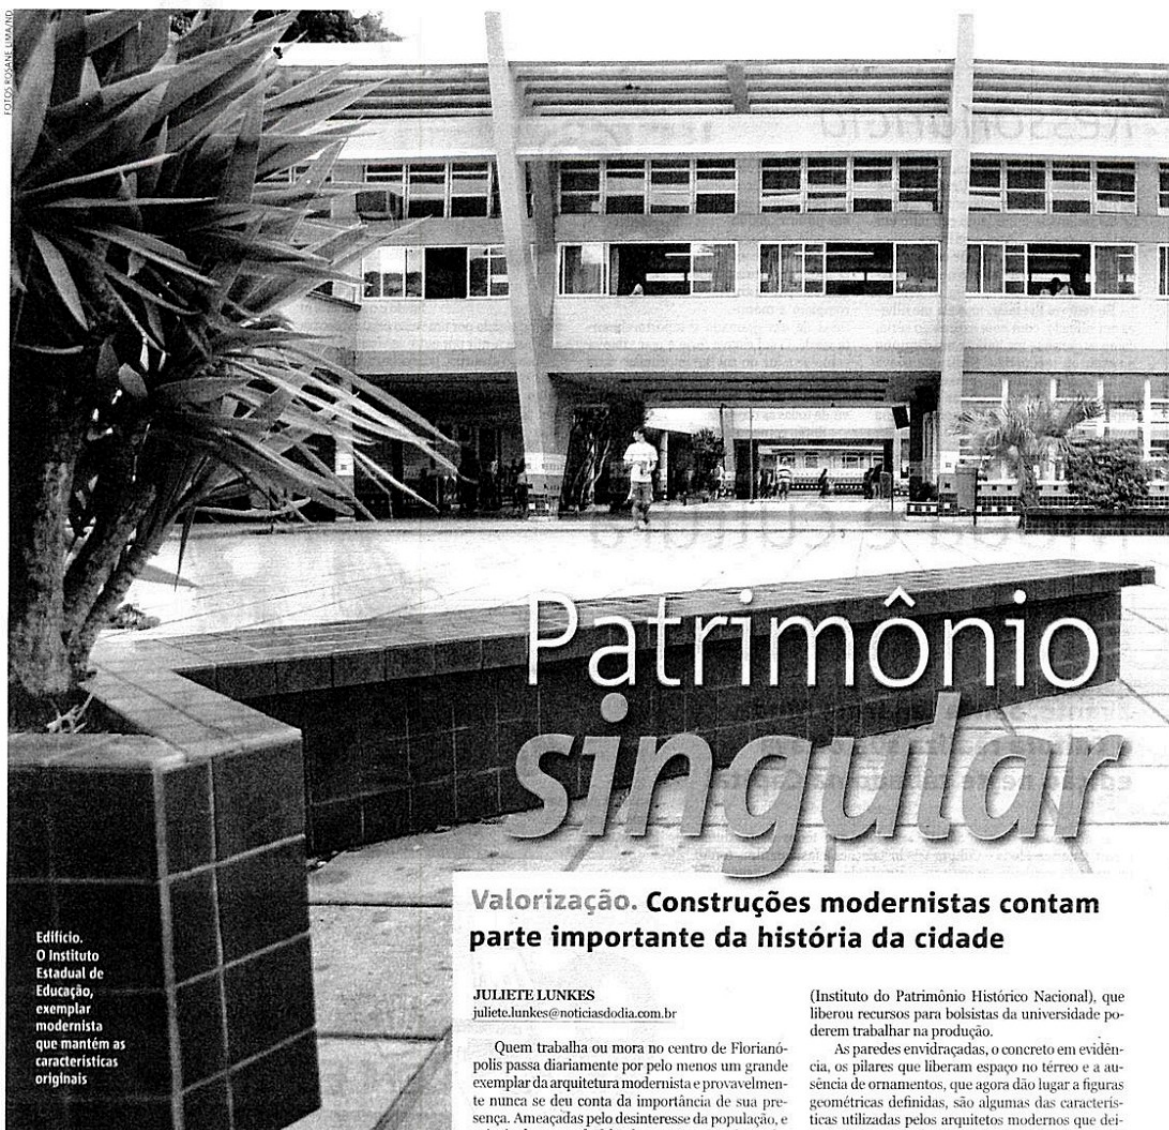 FOTOS ROSANE LIMA/ND
Patrimônio
singular
Valorização. Construções modernistas contam
parte importante da história da cidade
Edifício.
O Instituto
Estadual de
Educação,
exemplar
modernista
que mantém as
características
originais
JULIETE LUNKES
juliete.lunkes@noticiasdodia.com.br
Quem trabalha ou mora no centro de Florianó-
polis passa diariamente por pelo menos um grande
exemplar da arquitetura modernista e provavelmen-
te nunca se deu conta da importância de sua pre-
sença. Ameaçadas pelo desinteresse da população, e
(Instituto do Patrimônio Histórico Nacional), que
liberou recursos para bolsistas da universidade po-
derem trabalhar na produção.
As paredes envidraçadas, o concreto em evidên-
cia, os pilares que liberam espaço no térreo e a au-
sência de ornamentos, que agora dão lugar a figuras
geométricas definidas, são algumas das caracterís-
ticas utilizadas pelos arquitetos modernos que dei-